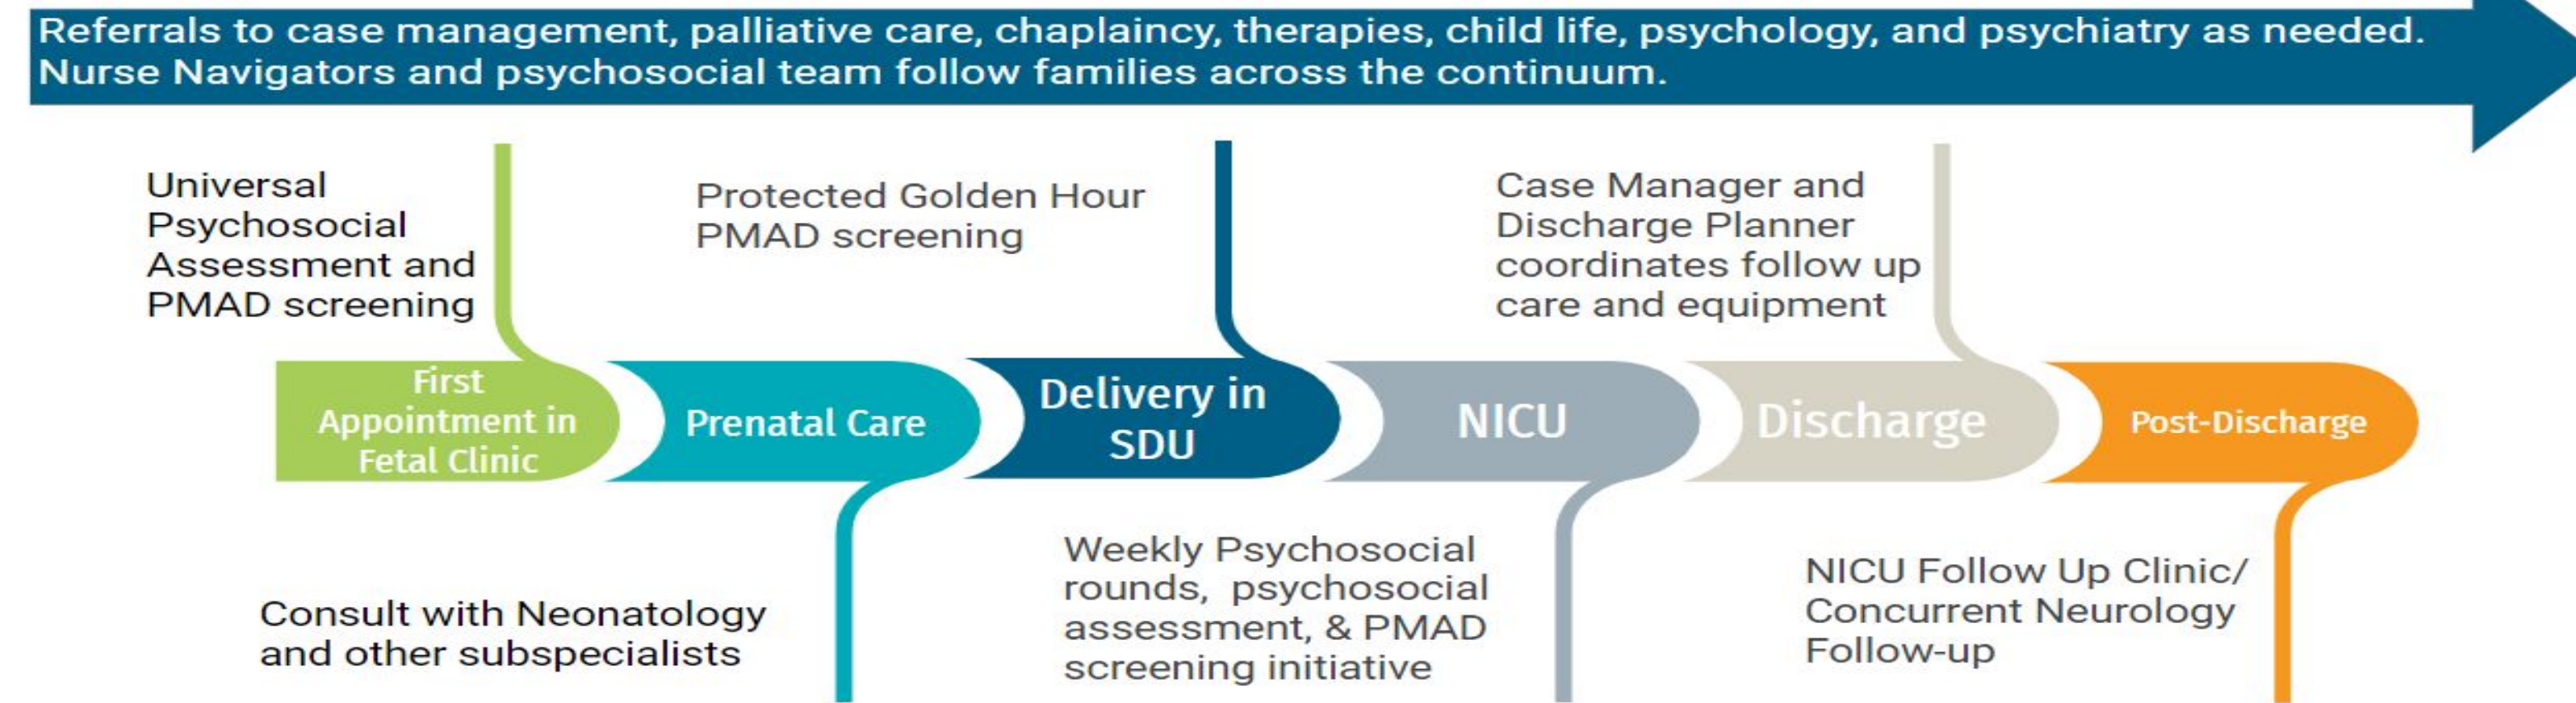 Referrals to case management, palliative care, chaplaincy, therapies, child life, psychology, and psychiatry as needed.
Nurse Navigators and psychosocial team follow families across the continuum.
Universal
Psychosocial
Assessment and
PMAD screening
Protected Golden Hour
PMAD screening
Case Manager and
Discharge Planner
coordinates follow up
care and equipment
First
Appointment in
Fetal Clinic
Prenatal Care
Delivery in
SDU
NICU
Discharge
Post-Discharge
Consult with Neonatology
and other subspecialists
Weekly Psychosocial
rounds, psychosocial
assessment, & PMAD
screening initiative
NICU Follow Up Clinic/
Concurrent Neurology
Follow-up